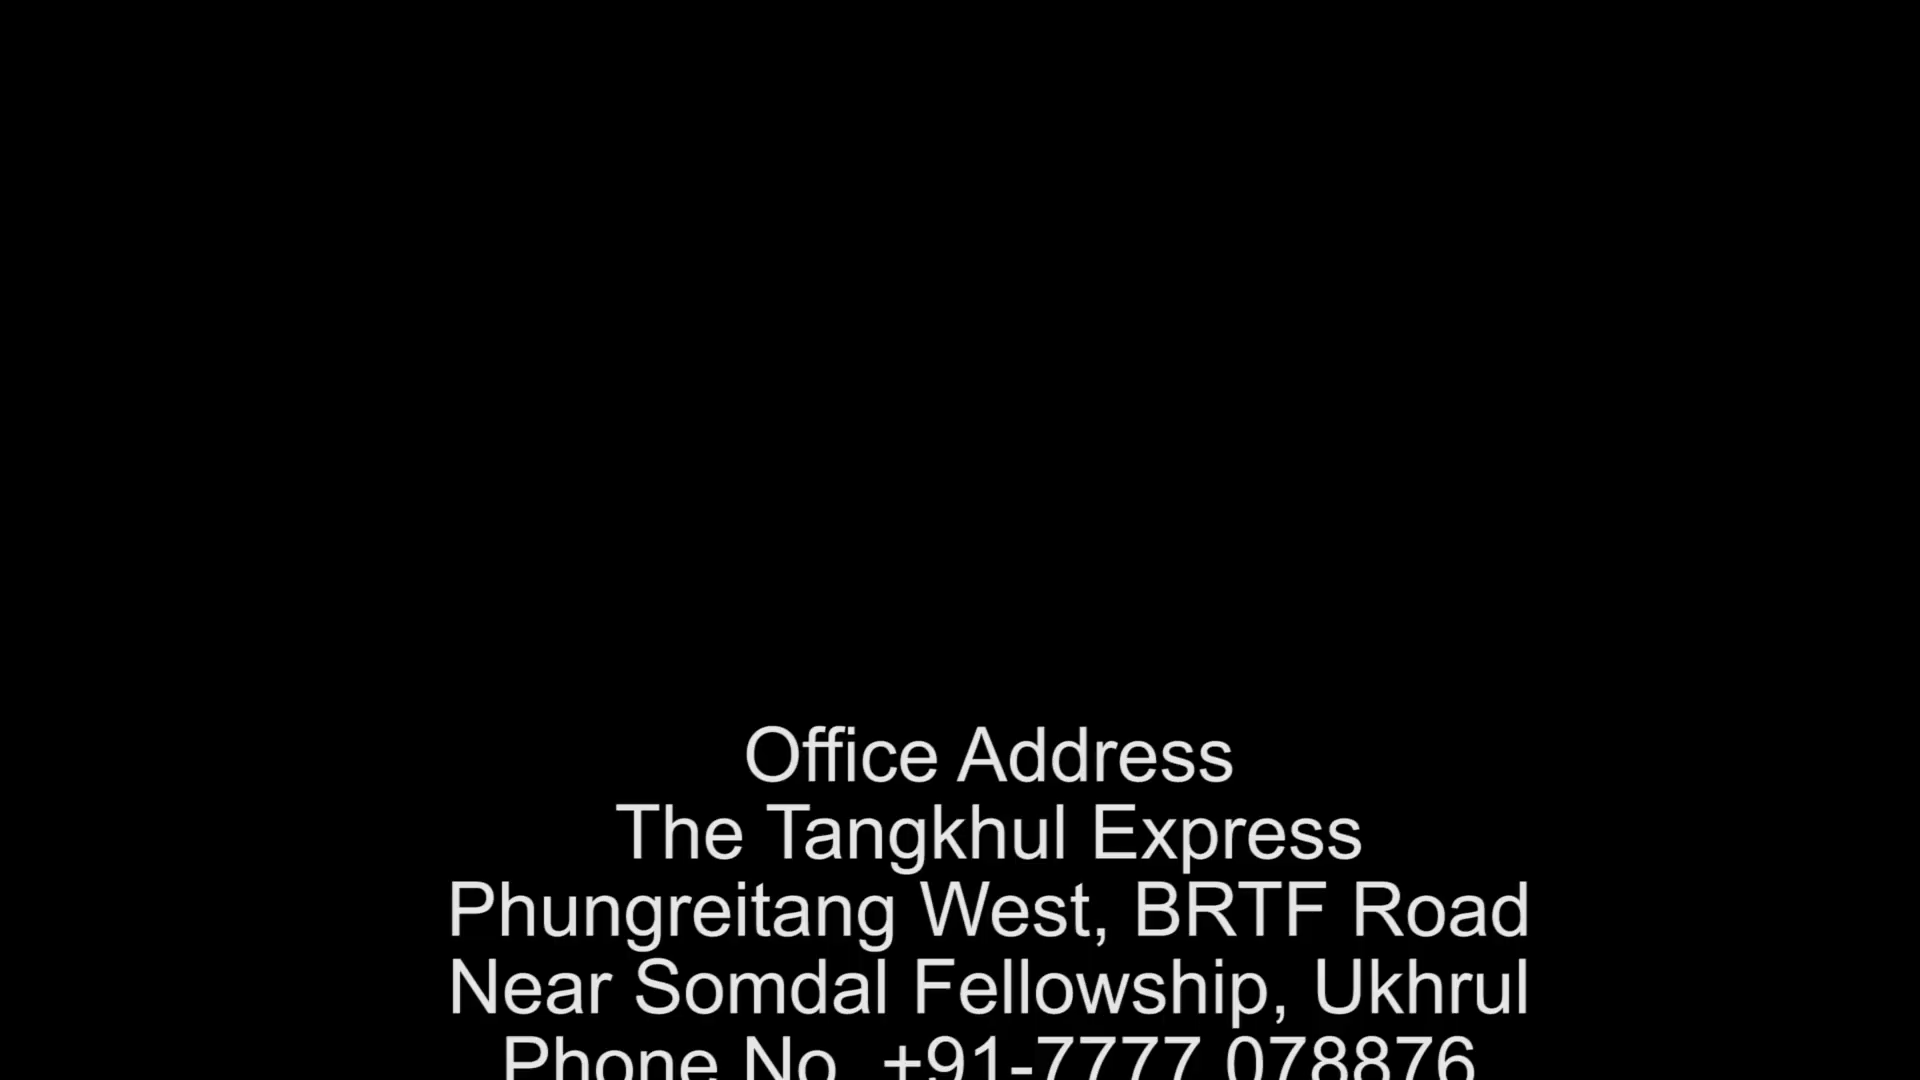 Office Address
The Tangkhul Express
Phungreitang West, BRTF Road
Near Somdal Fellowship, Ukhrul
Phone No. +91-7777 078876